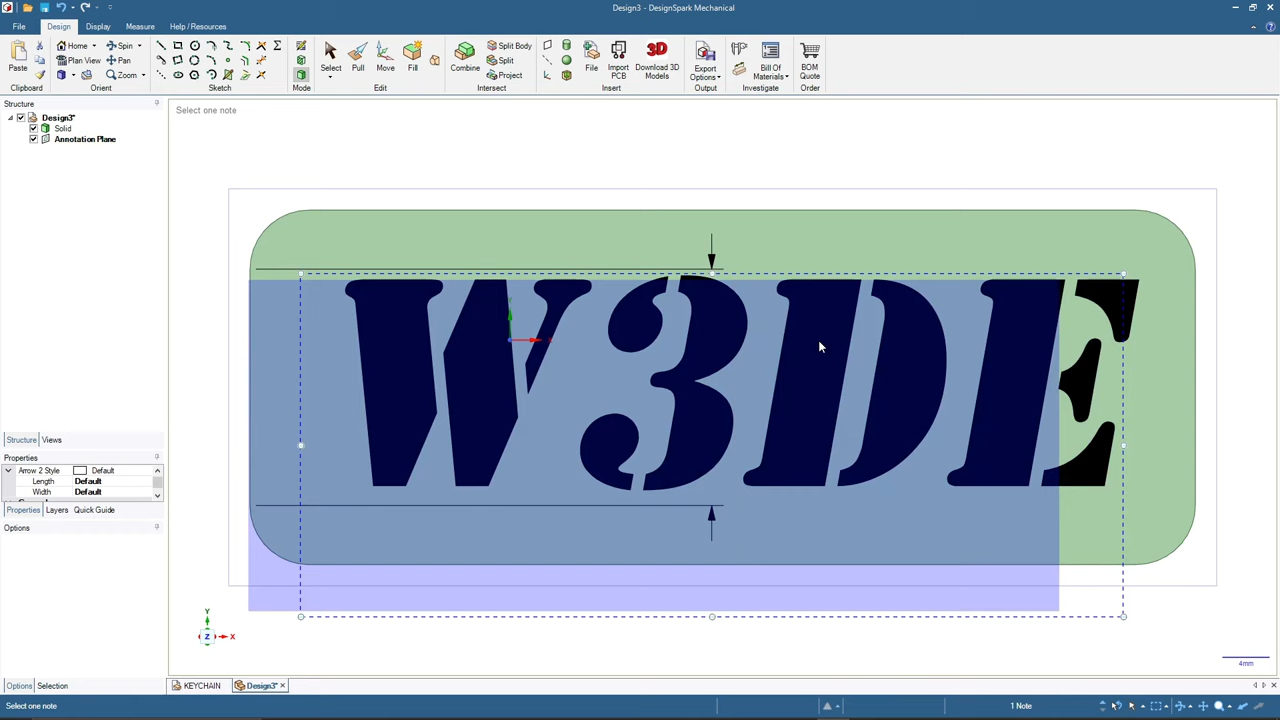 Design3 - DesignSpark Mechanical
File Design Display Measure Help / Resources
Paste
Home Spin
Plan View Pan
Zoom
Select Pull Move Fill
Combine
Split Body
Split
Project
File Import PCB Download 3D Models
3D
Export Options
Bill Of Materials
BOM Quote
Clipboard Orient Sketch Mode Edit Intersect Insert Output Investigate Order
Structure
Design3*
Solid
Annotation Plane
Select one note
W3DE
Y
X
Z
Y
X
4mm
Structure Views
Properties
Arrow 2 Style Default
Length Default
Width Default
Properties Layers Quick Guide
Options
Options Selection
KEYCHAIN Design3*
Select one note
1 Note